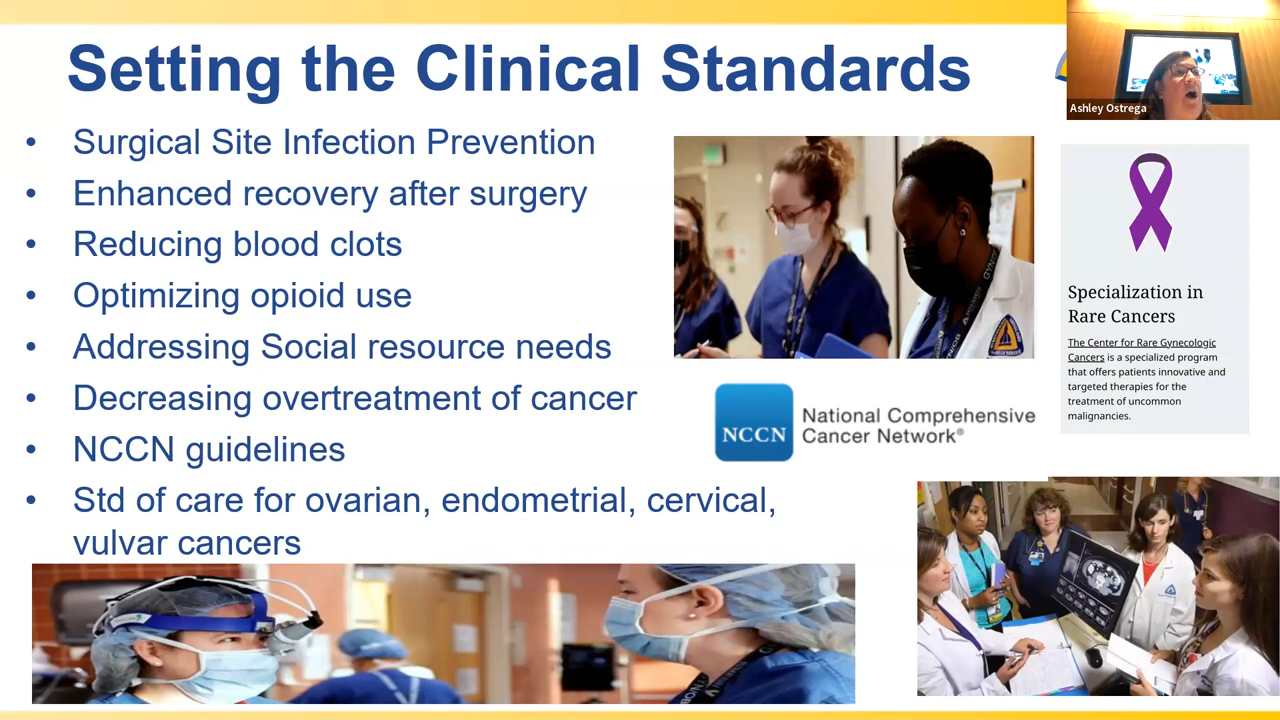 Setting the Clinical Standards
Ashley Ostrega
• Surgical Site Infection Prevention
• Enhanced recovery after surgery
• Reducing blood clots
• Optimizing opioid use
• Addressing Social resource needs
• Decreasing overtreatment of cancer
• NCCN guidelines
• Std of care for ovarian, endometrial, cervical,
vulvar cancers
NCCN
National Comprehensive
Cancer Network®
Specialization in
Rare Cancers
The Center for Rare Gynecologic
Cancers is a specialized program
that offers patients innovative and
targeted therapies for the
treatment of uncommon
malignancies.